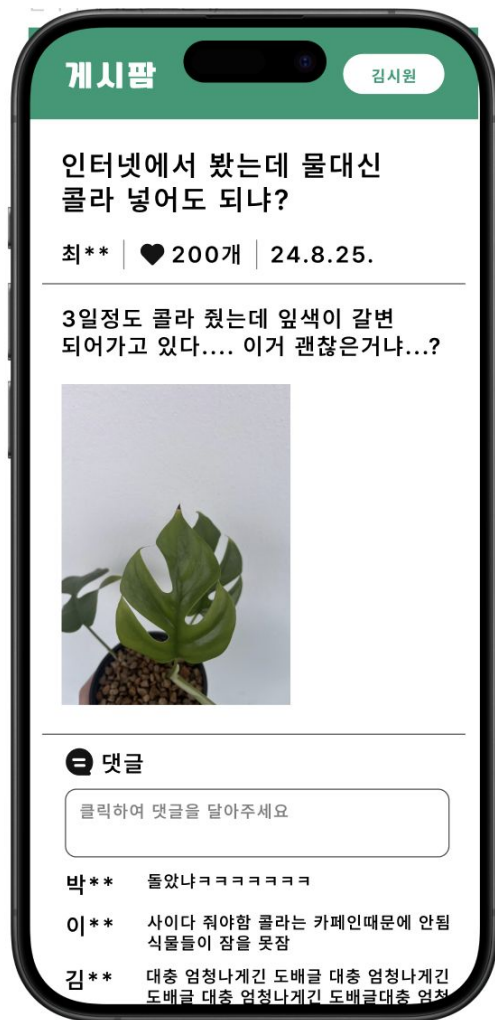 게시팜
김시원
인터넷에서 봤는데 물대신
콜라 넣어도 되냐?
최** 200개 24.8.25.
3일정도 콜라 줬는데 잎색이 갈변
되어가고 있다.... 이거 괜찮은거냐...?
댓글
클릭하여 댓글을 달아주세요
박** 돌았냐ㅋㅋㅋㅋㅋㅋㅋ
이** 사이다 줘야함 콜라는 카페인때문에 안됨
식물들이 잠을 못잠
김** 대충 엄청나게긴 도배글 대충 엄청나게긴
도배글 대충 엄청나게긴 도배글대충 엄청